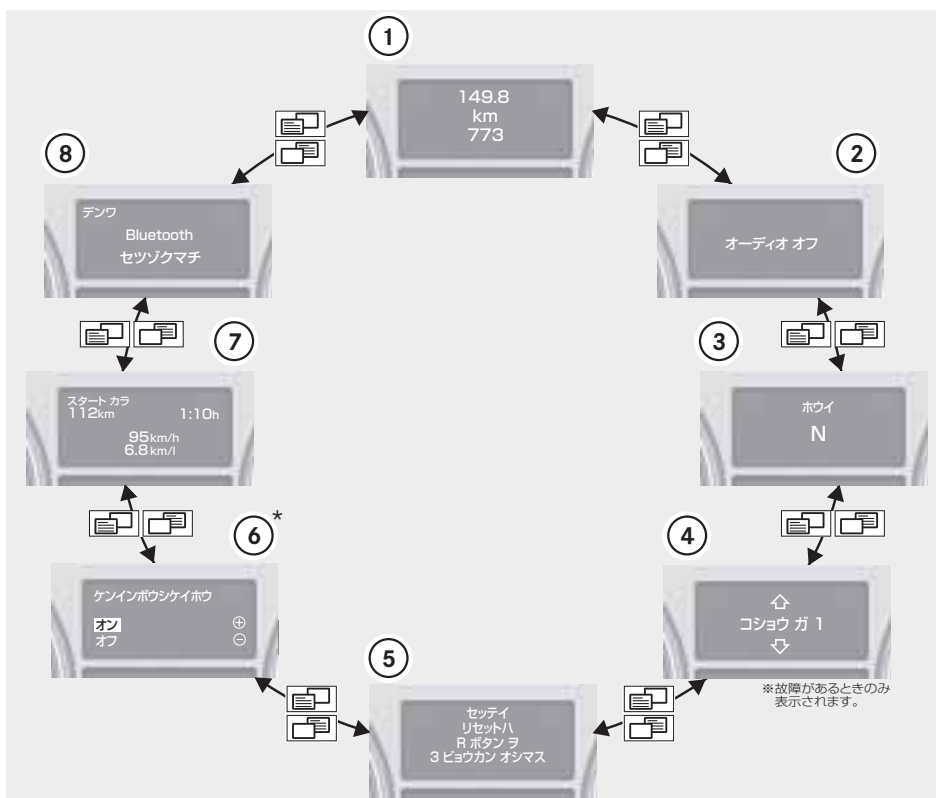 1
149.8
km
773
2
オーディオ オフ
3
ホウイ
N
4
コショウ ガ 1
※故障があるときのみ
表示されます。
5
セッテイ
リセットハ
R ボタン ヲ
3 ビョウカン オシマス
6*
ケンインボウシケイホウ
オン ⊕
オフ ⊖
7
スタート カラ
112km 1:10h
95km/h
6.8km/l
8
デンワ
Bluetooth
セツゾクマチ